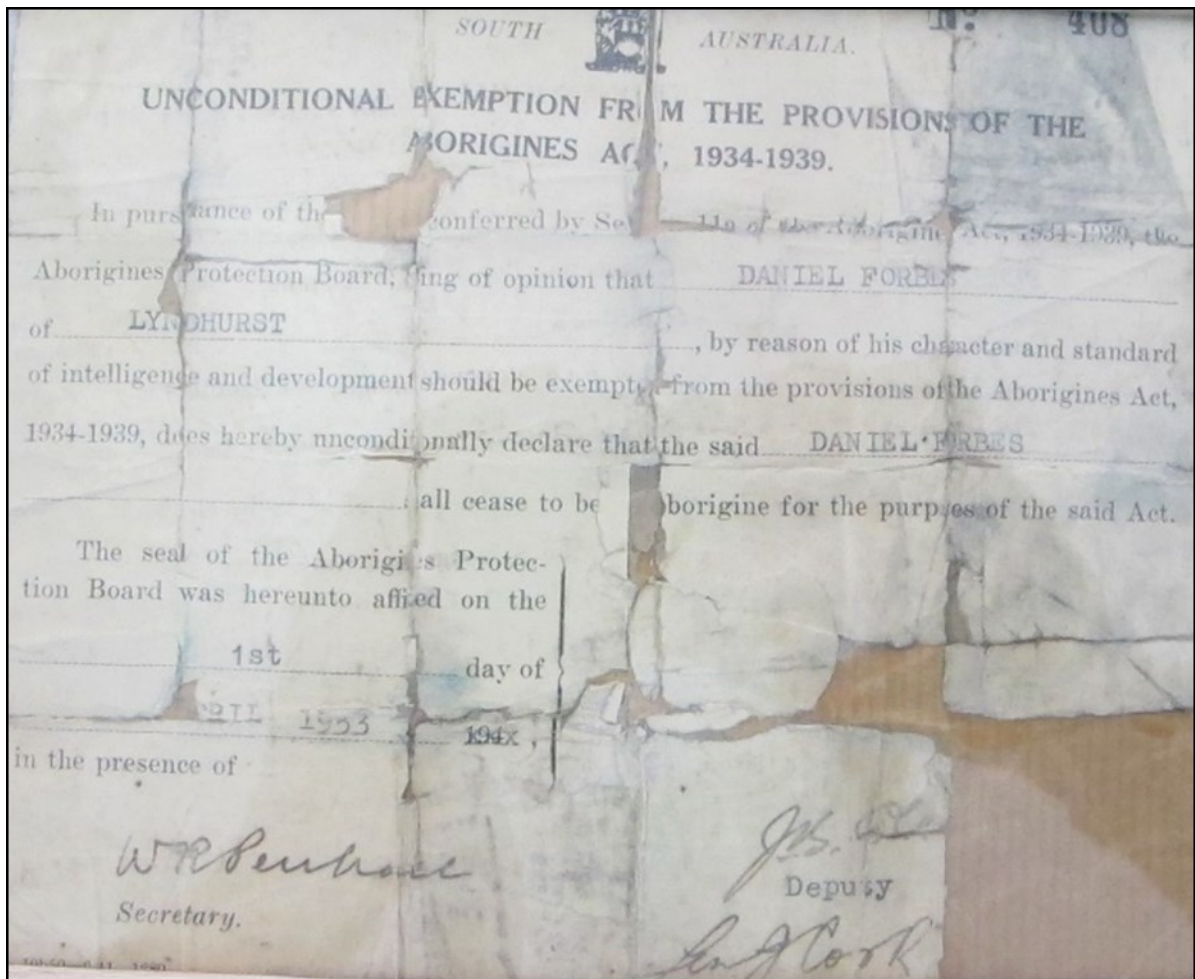 SOUTH AUSTRALIA. No. 408
UNCONDITIONAL EXEMPTION FROM THE PROVISIONS OF THE
ABORIGINES ACT, 1934-1939.
In pursuance of the conferred by Aborigines Act, 1934-1939, the
Aborigines Protection Board, being of opinion that DANIEL FORBES
of LYNDHURST , by reason of his character and standard
of intelligence and development should be exempted from the provisions of the Aborigines Act,
1934-1939, does hereby unconditionally declare that the said DANIEL FORBES
shall cease to be aborigine for the purposes of the said Act.
The seal of the Aborigines Protec-
tion Board was hereunto affixed on the
1st day of
1953 194x ,
in the presence of
W R Penhall
Secretary.
Deputy
Cook